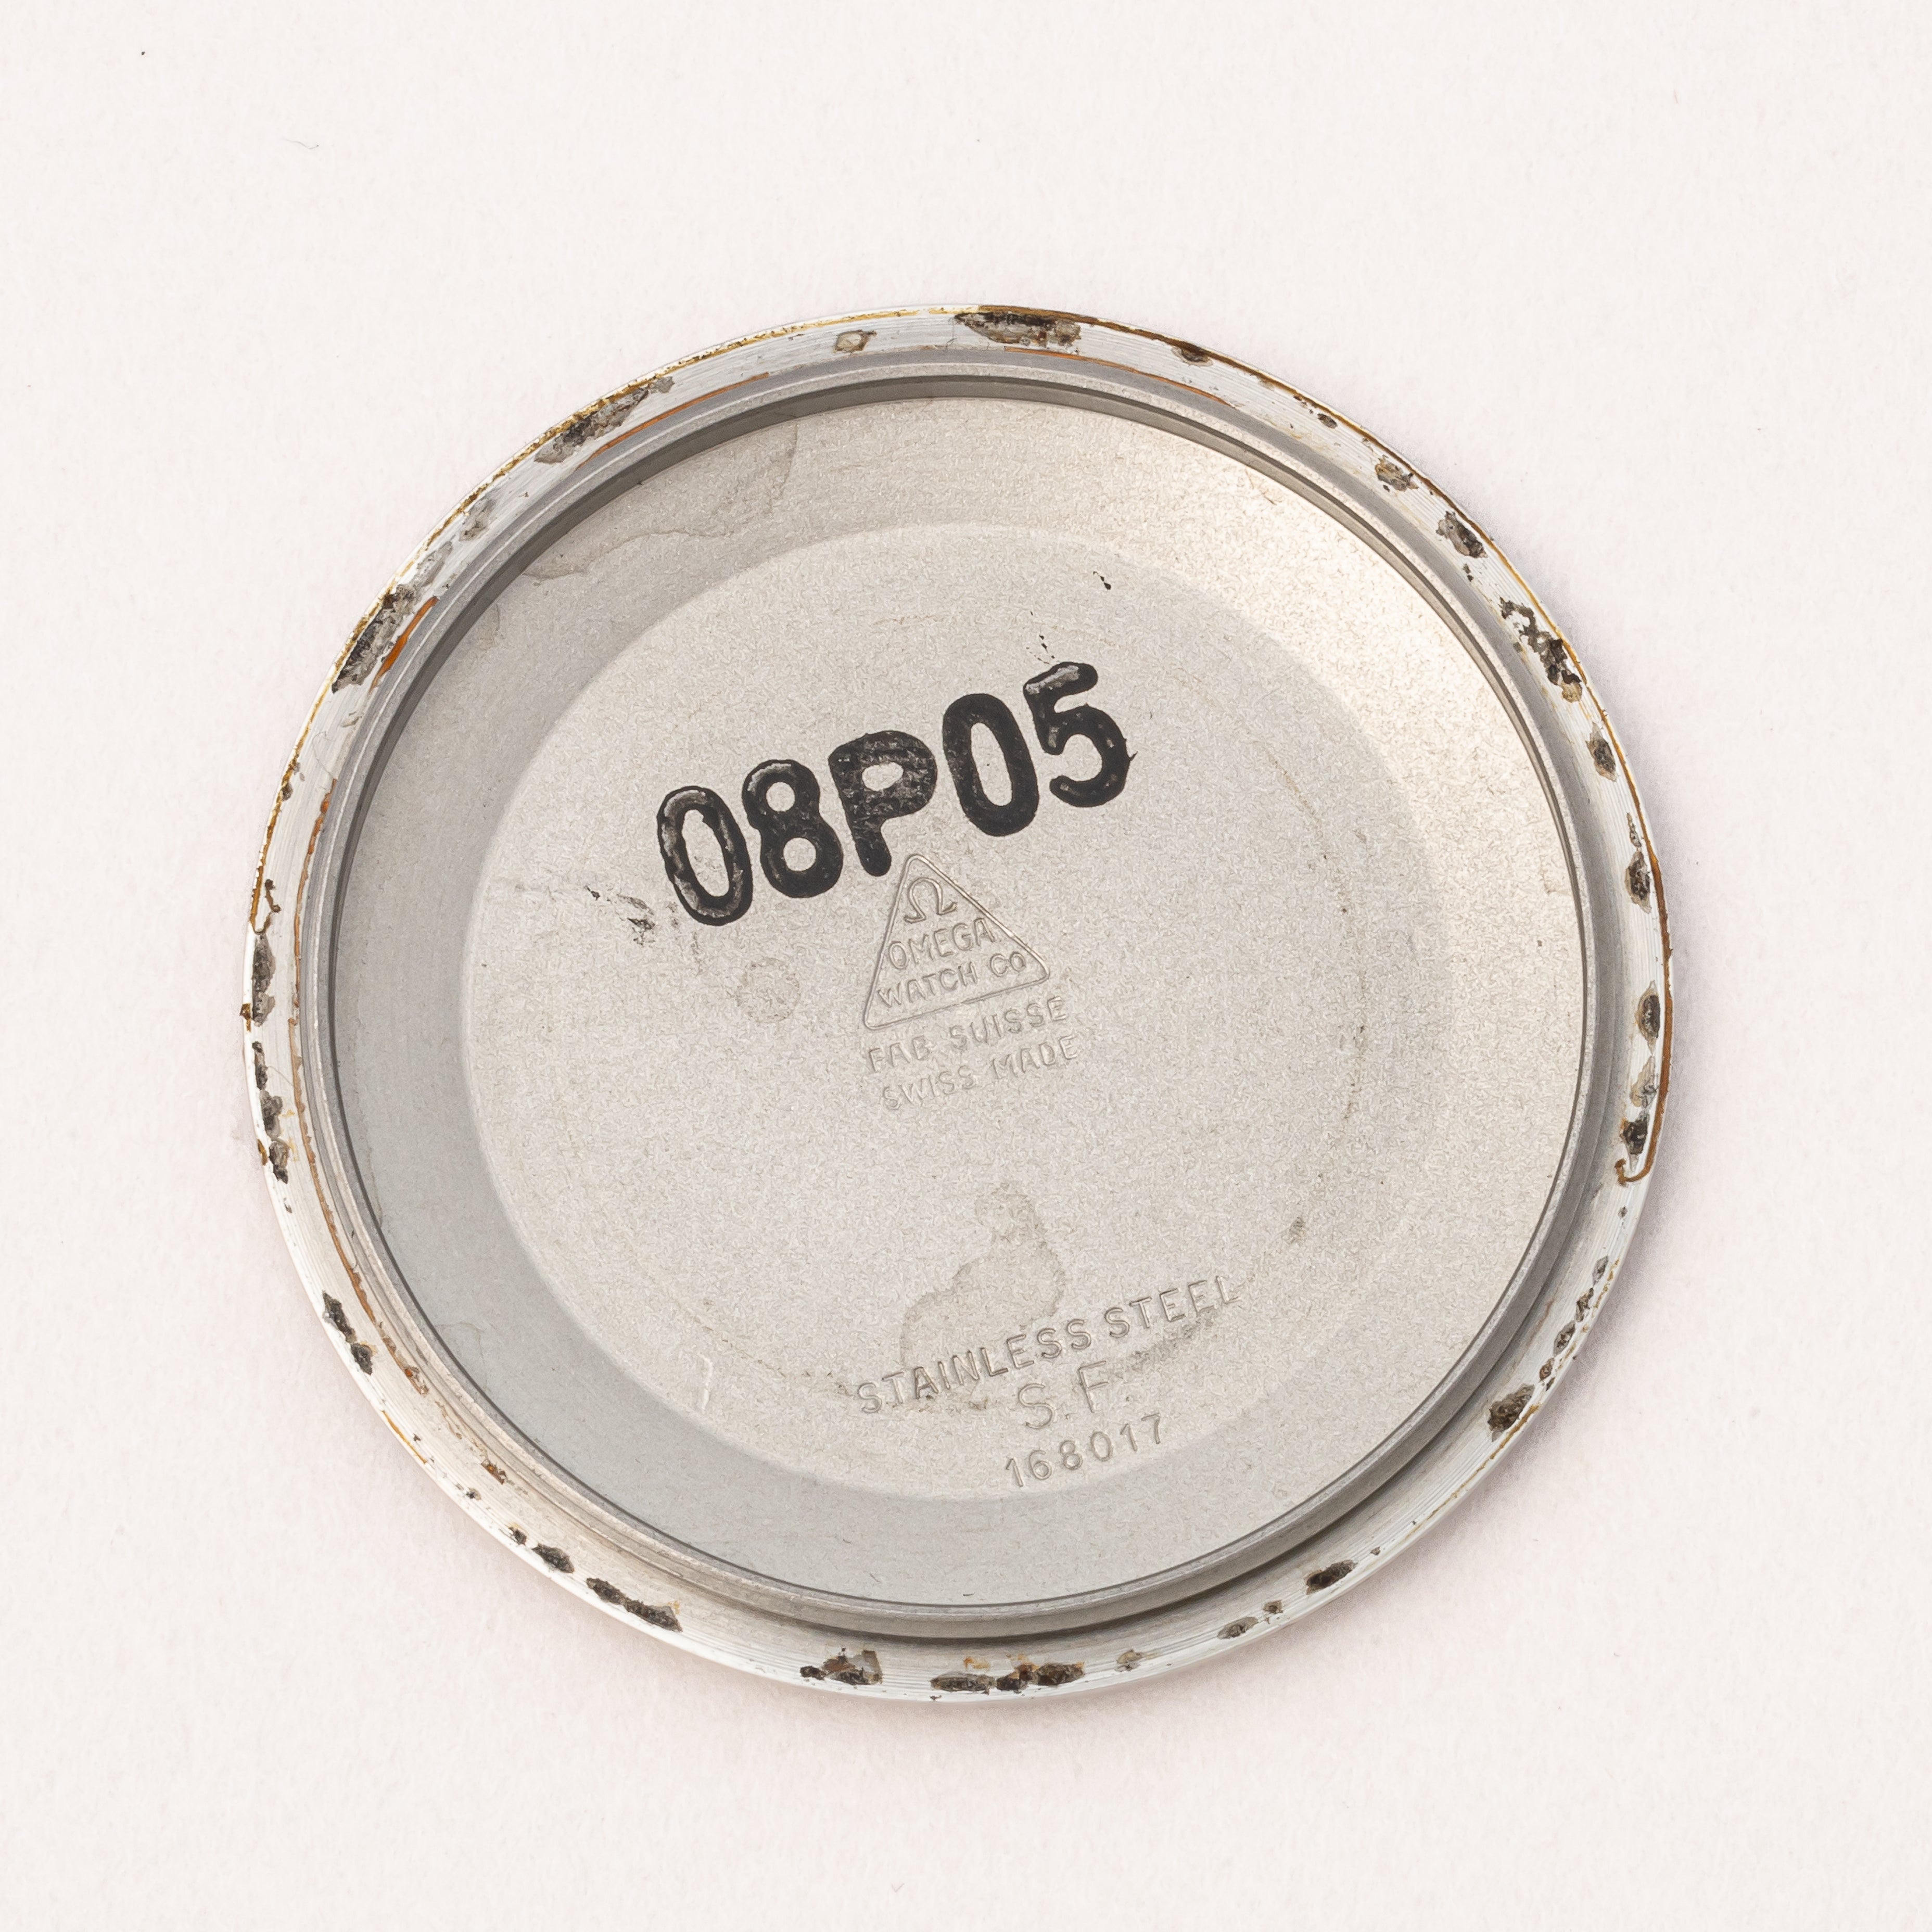 08P05
Ω
OMEGA
WATCH CO
FAB. SUISSE
SWISS MADE
STAINLESS STEEL
S.F.
168017